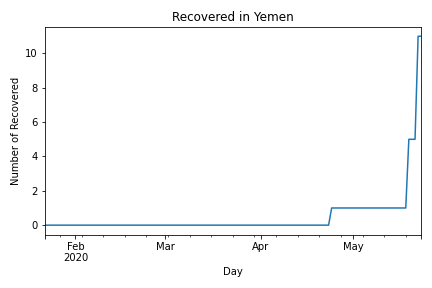 Recovered in Yemen
Number of Recovered
10
8
6
4
2
0
Feb
2020
Mar
Apr
May
Day